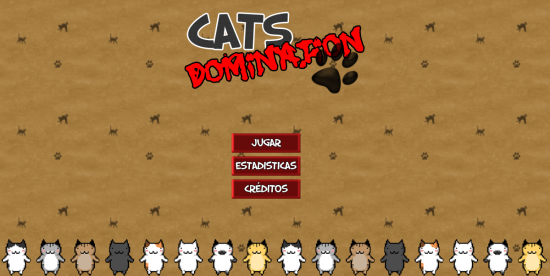 CATS
DOMINATION
JUGAR
ESTADISTICAS
CRÉDITOS